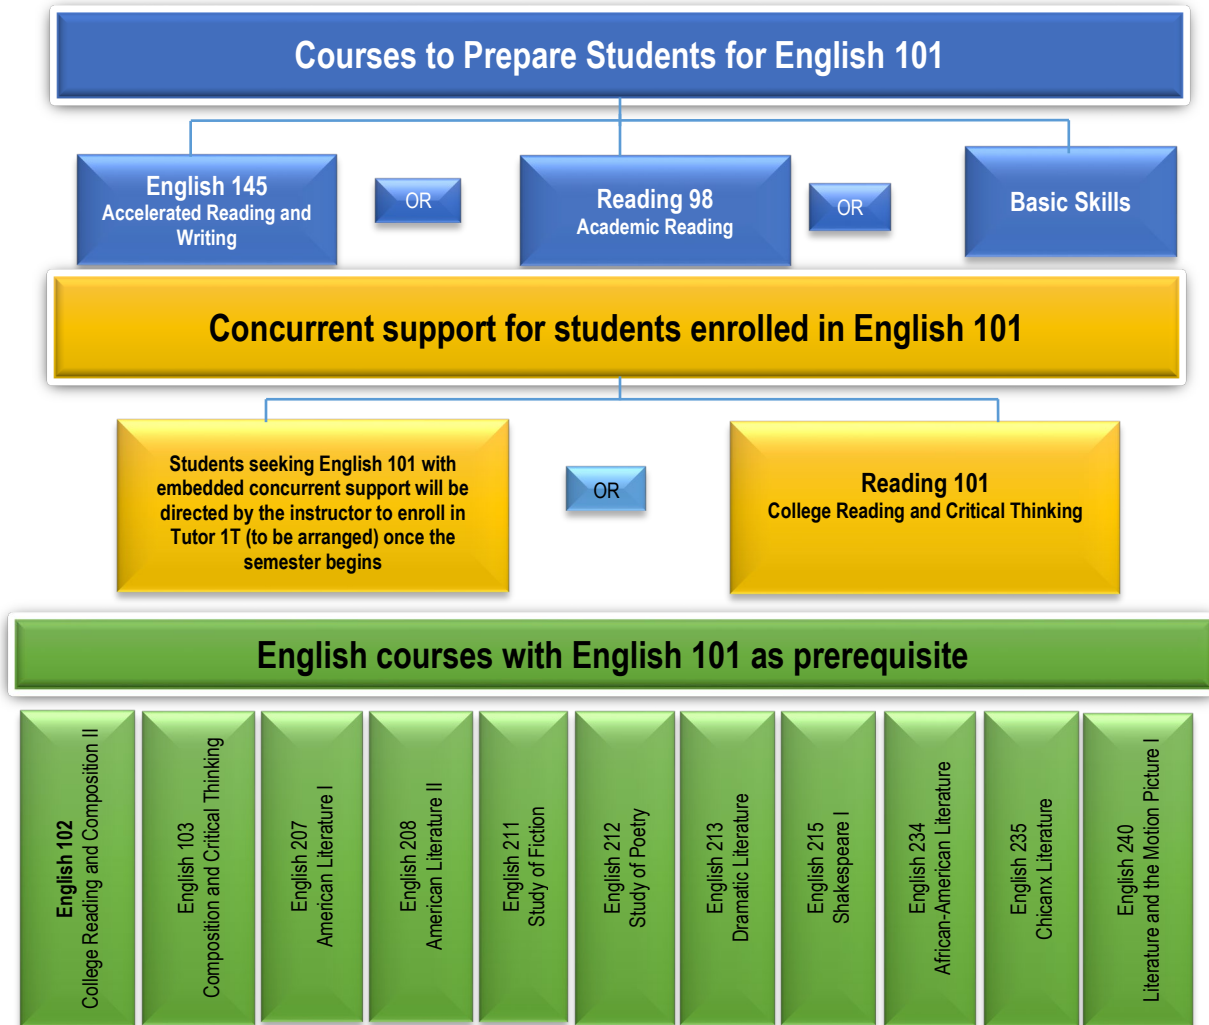 Courses to Prepare Students for English 101
English 145
Accelerated Reading and
Writing
OR
Reading 98
Academic Reading
OR
Basic Skills
Concurrent support for students enrolled in English 101
Students seeking English 101 with
embedded concurrent support will be
directed by the instructor to enroll in
Tutor 1T (to be arranged) once the
semester begins
OR
Reading 101
College Reading and Critical Thinking
English courses with English 101 as prerequisite
English 102
College Reading and Composition II
English 103
Composition and Critical Thinking
English 207
American Literature I
English 208
American Literature II
English 211
Study of Fiction
English 212
Study of Poetry
English 213
Dramatic Literature
English 215
Shakespeare I
English 234
African-American Literature
English 235
Chicanx Literature
English 240
Literature and the Motion Picture I